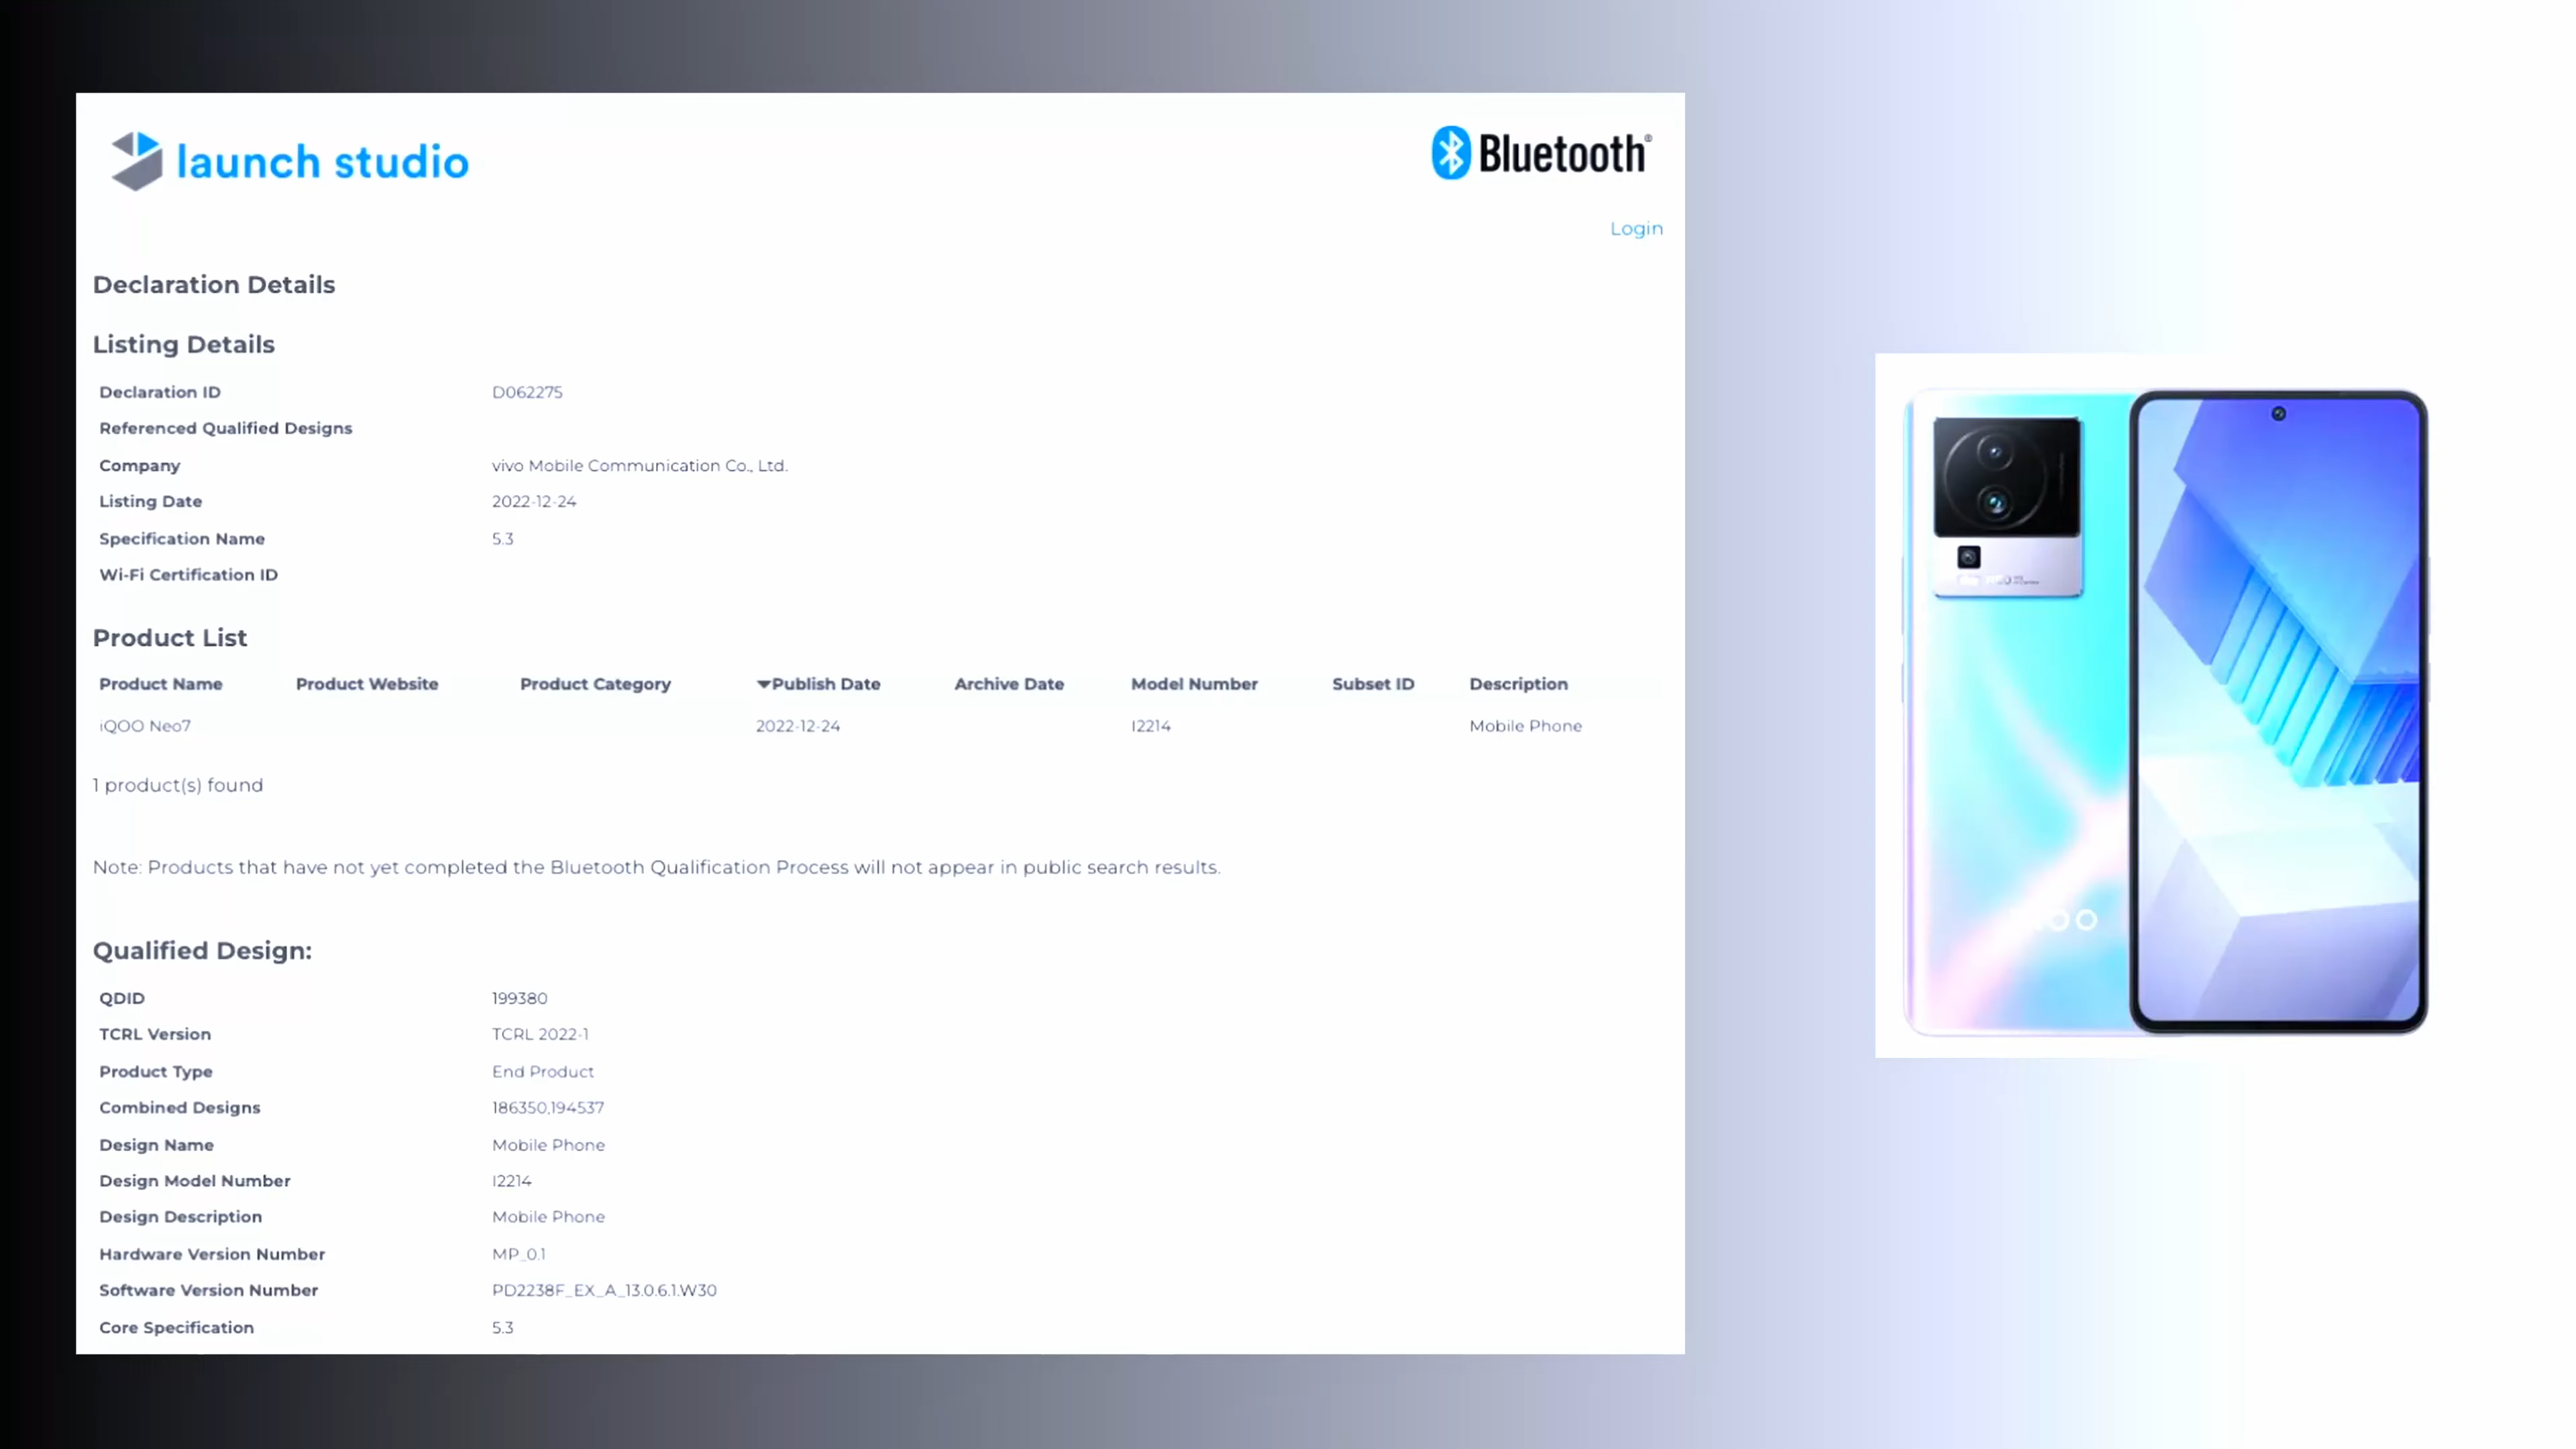 launch studio
Bluetooth®
Login
Declaration Details
Listing Details
Declaration ID D062275
Referenced Qualified Designs
Company vivo Mobile Communication Co., Ltd.
Listing Date 2022-12-24
Specification Name 5.3
Wi-Fi Certification ID
Product List
Product Name Product Website Product Category ▼Publish Date Archive Date Model Number Subset ID Description
iQOO Neo7 2022-12-24 I2214 Mobile Phone
1 product(s) found
Note: Products that have not yet completed the Bluetooth Qualification Process will not appear in public search results.
Qualified Design:
QDID 199380
TCRL Version TCRL 2022-1
Product Type End Product
Combined Designs 186350,194537
Design Name Mobile Phone
Design Model Number I2214
Design Description Mobile Phone
Hardware Version Number MP_0.1
Software Version Number PD2238F_EX_A_13.0.6.1.W30
Core Specification 5.3